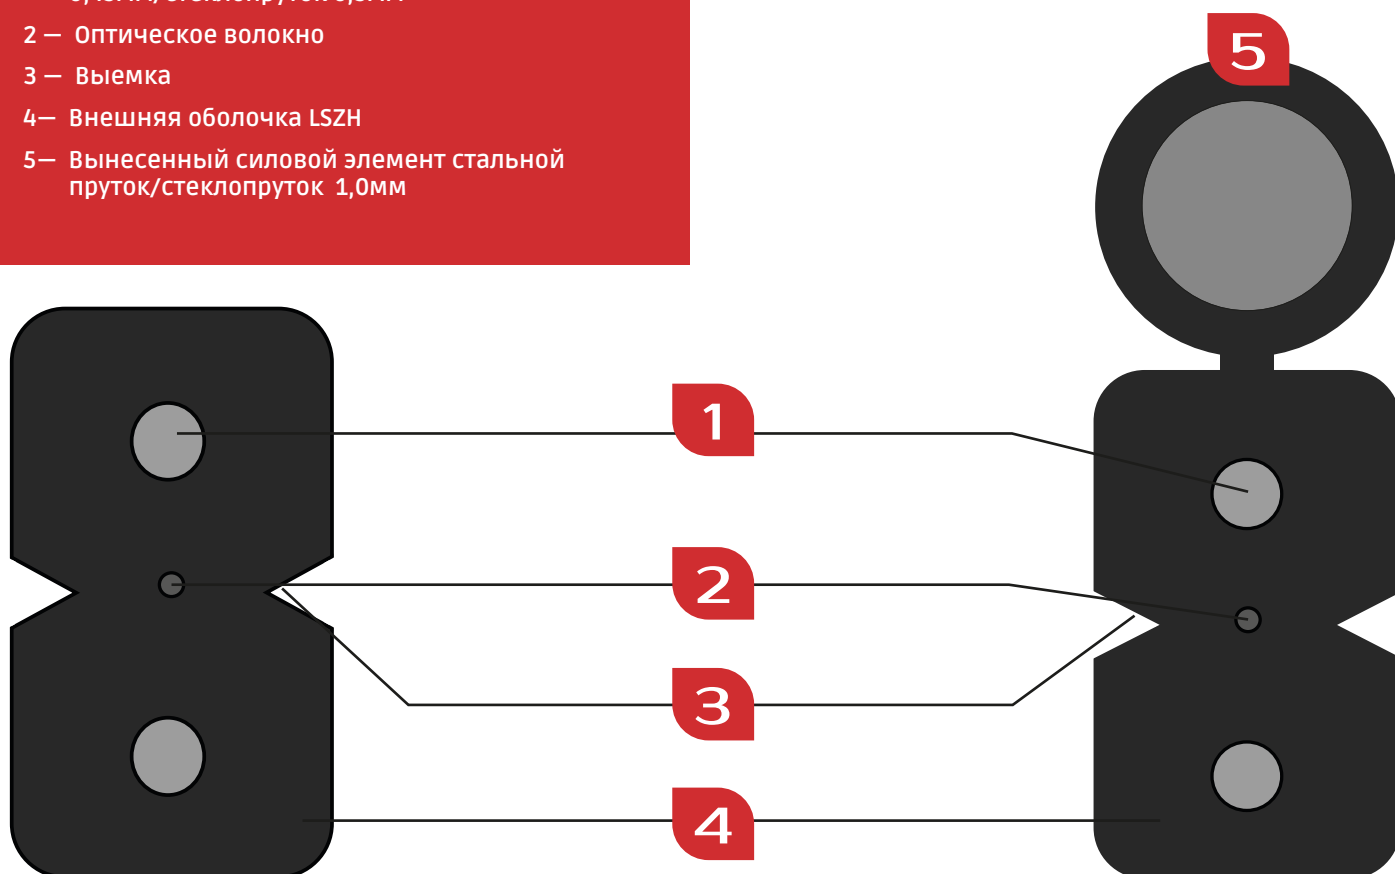 2 — Оптическое волокно
3 — Выемка
4— Внешняя оболочка LSZH
5— Вынесенный силовой элемент стальной
пруток/стеклопруток 1,0мм
5
1
2
3
4